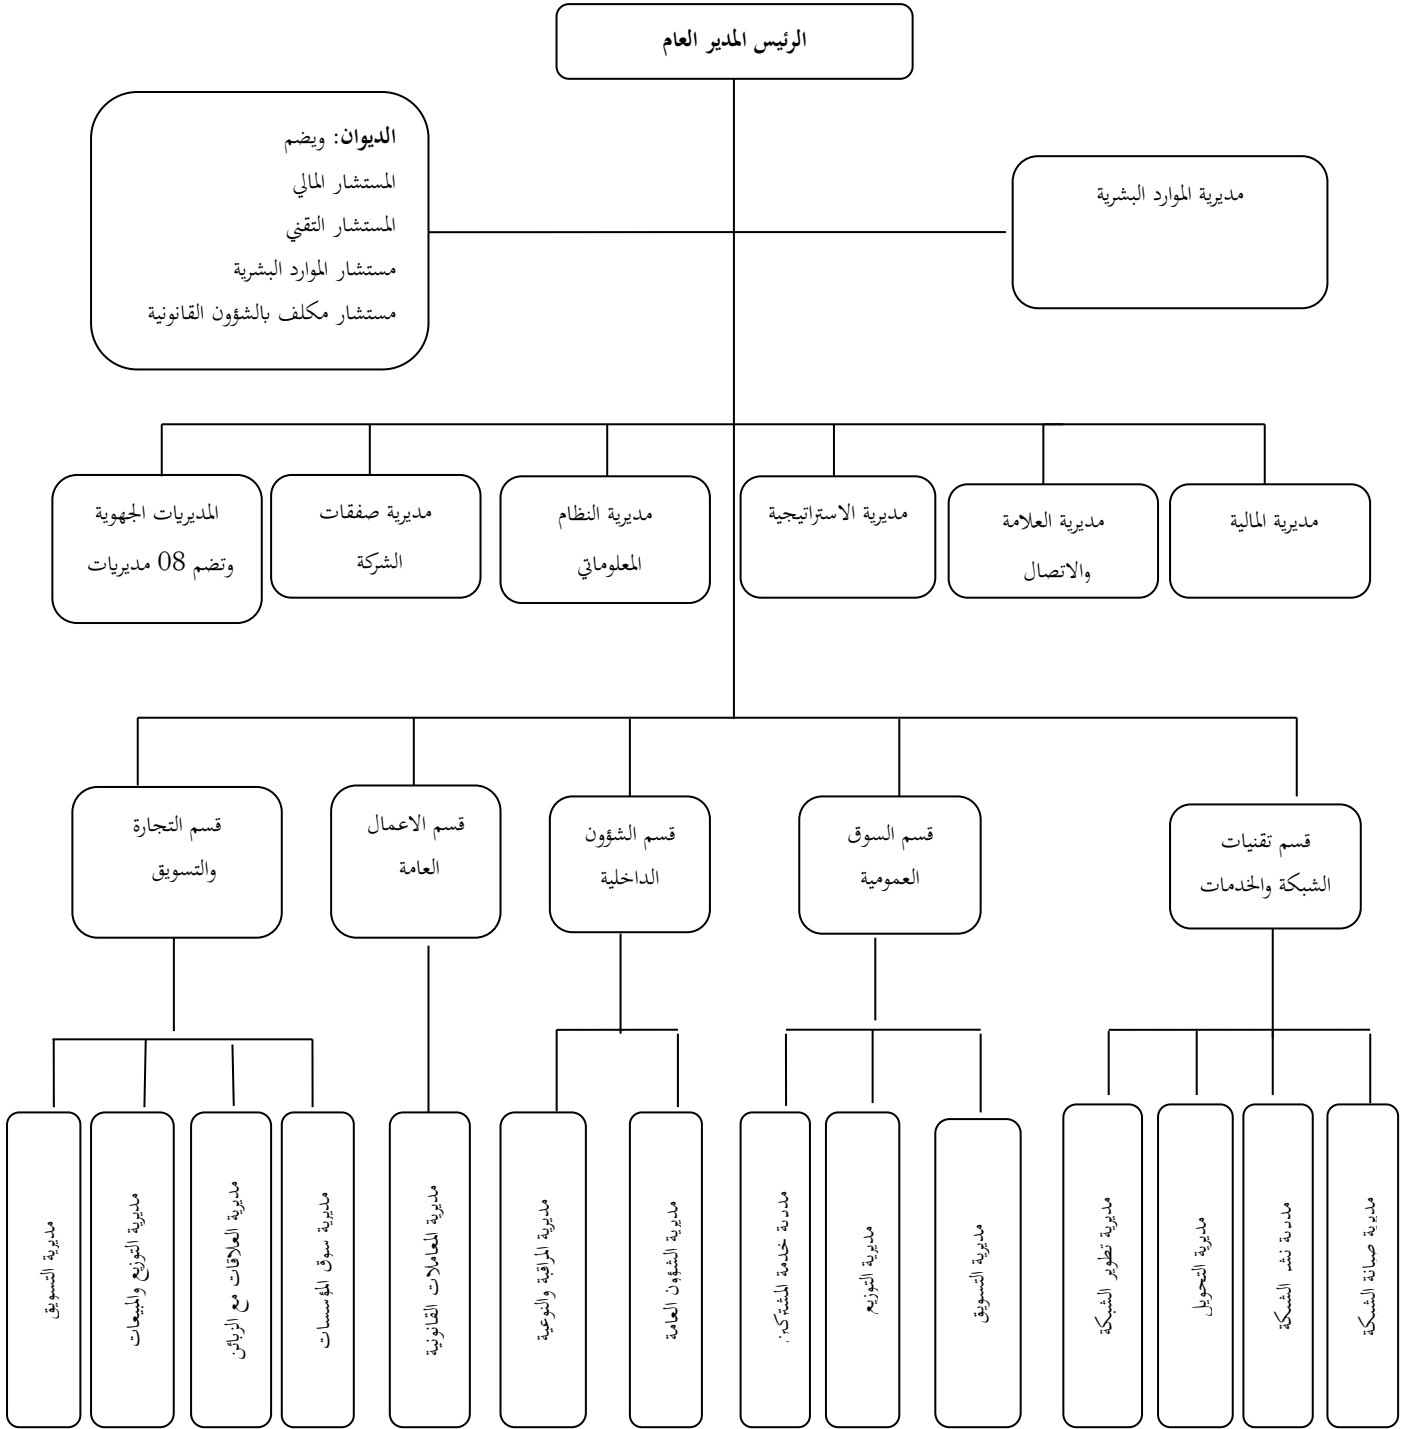 الرئيس المدير العام
مديرية الموارد البشرية
الديوان: ويضم
المستشار المالي
المستشار التقني
مستشار الموارد البشرية
مستشار مكلف بالشؤون القانونية
مديرية المالية
مديرية العلامة
والاتصال
مديرية الاستراتيجية
مديرية النظام
المعلوماتي
مديرية صفقات
الشركة
المديريات الجهوية
وتضم 08 مديريات
قسم تقنيات
الشبكة والخدمات
قسم السوق
العمومية
قسم الشؤون
الداخلية
قسم الاعمال
العامة
قسم التجارة
والتسويق
مديرية صيانة الشبكة
مديرية نشر الشبكة
مديرية التحويل
مديرية تطوير الشبكة
مديرية التسويق
مديرية التوزيع
مديرية خدمة المشتركين
مديرية الشؤون العامة
مديرية المراقبة والنوعية
مديرية المعاملات القانونية
مديرية سوق المؤسسات
مديرية العلاقات مع الزبائن
مديرية التوزيع والمبيعات
مديرية التسويق